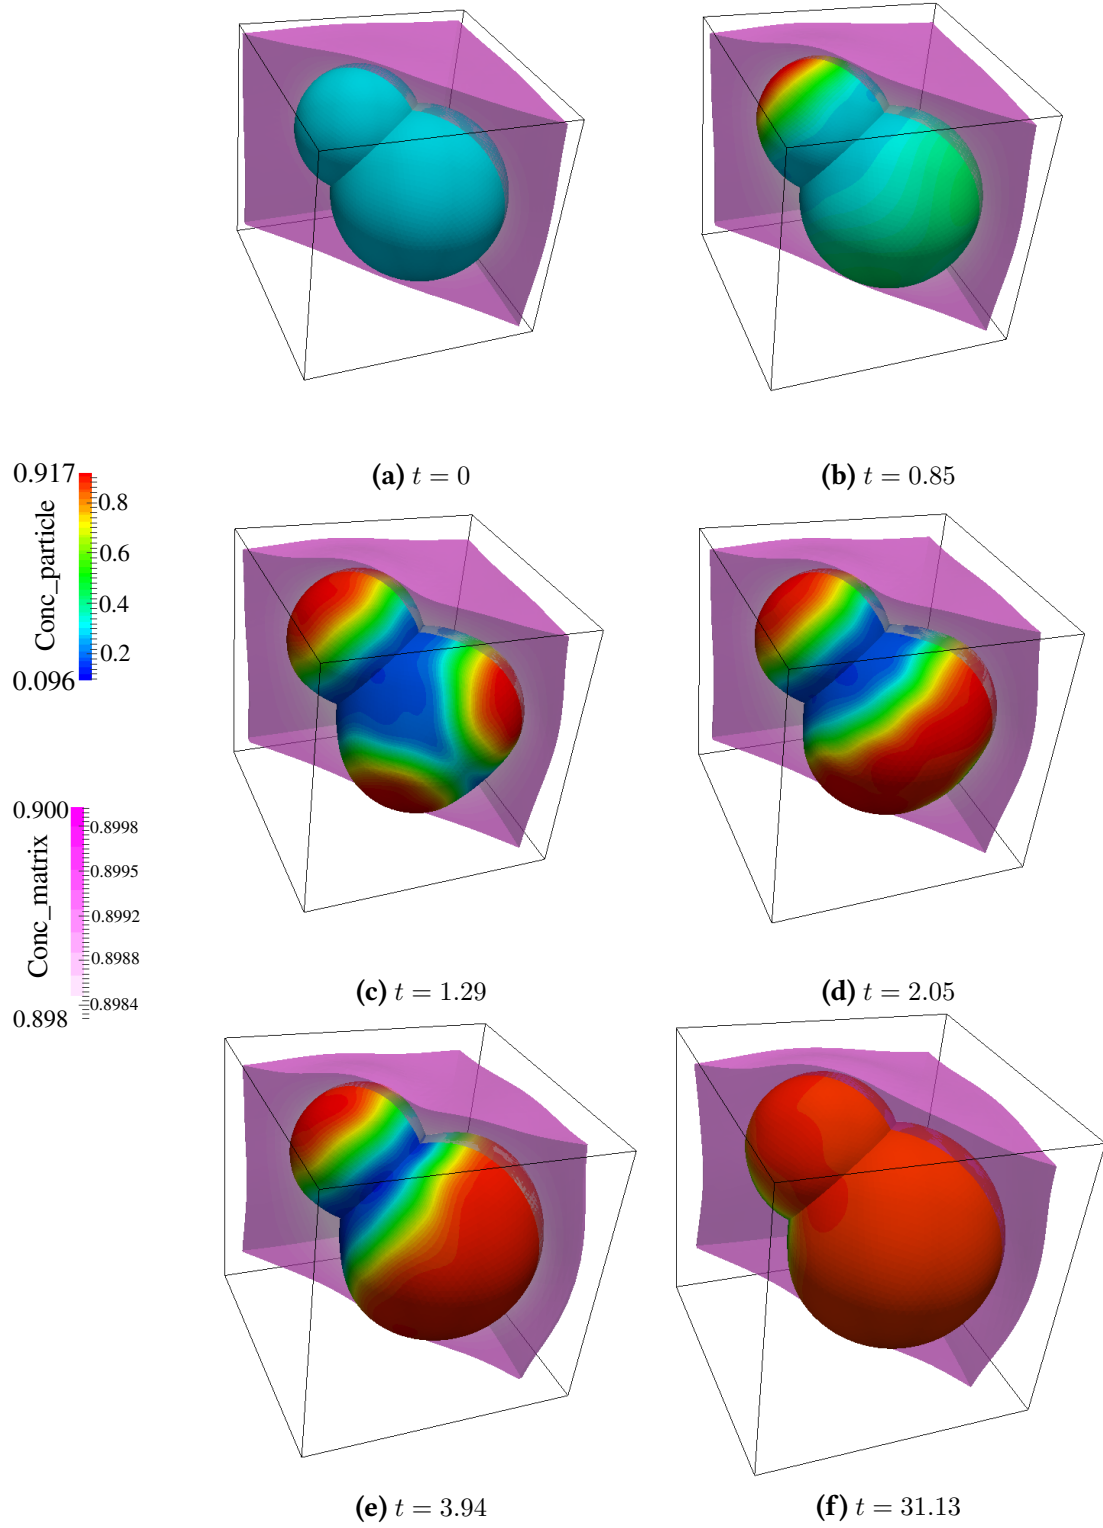 (a) t = 0
(b) t = 0.85
0.917
0.8
0.6
0.4
0.2
0.096
Conc_particle
(c) t = 1.29
(d) t = 2.05
0.900
0.8998
0.8995
0.8992
0.8988
0.8984
0.898
Conc_matrix
(e) t = 3.94
(f) t = 31.13